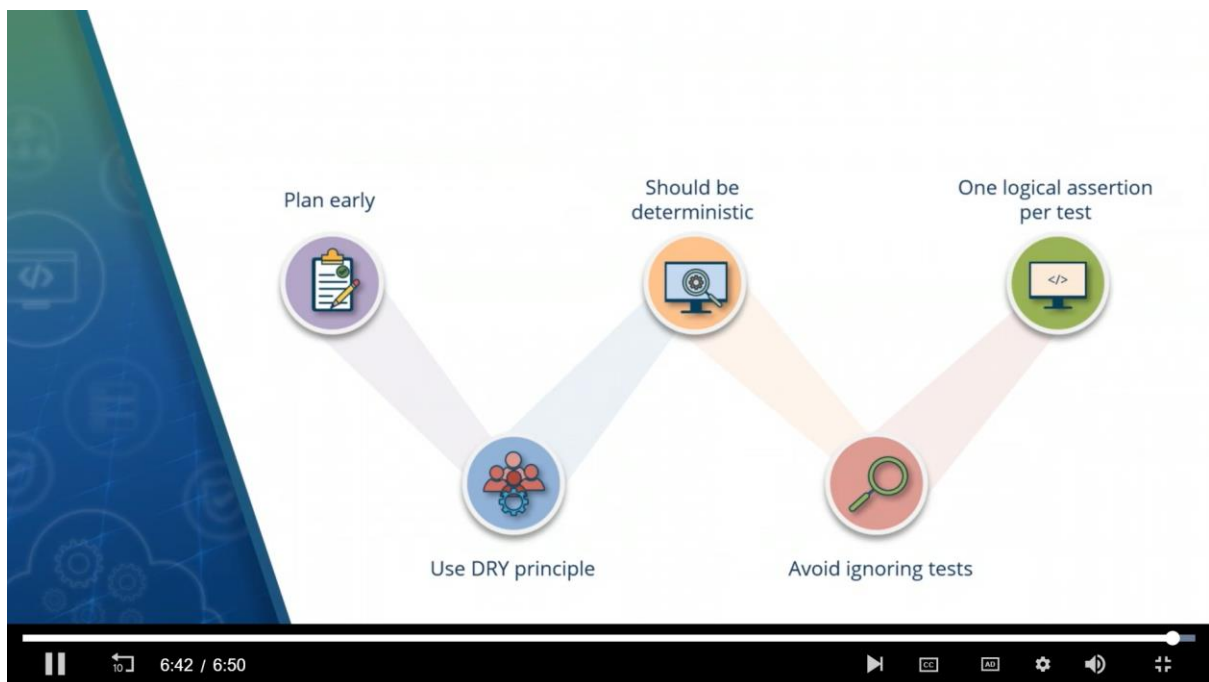 Plan early
Should be
deterministic
One logical assertion
per test
</>
</>
Use DRY principle
Avoid ignoring tests
10
6:42 / 6:50
CC
AD